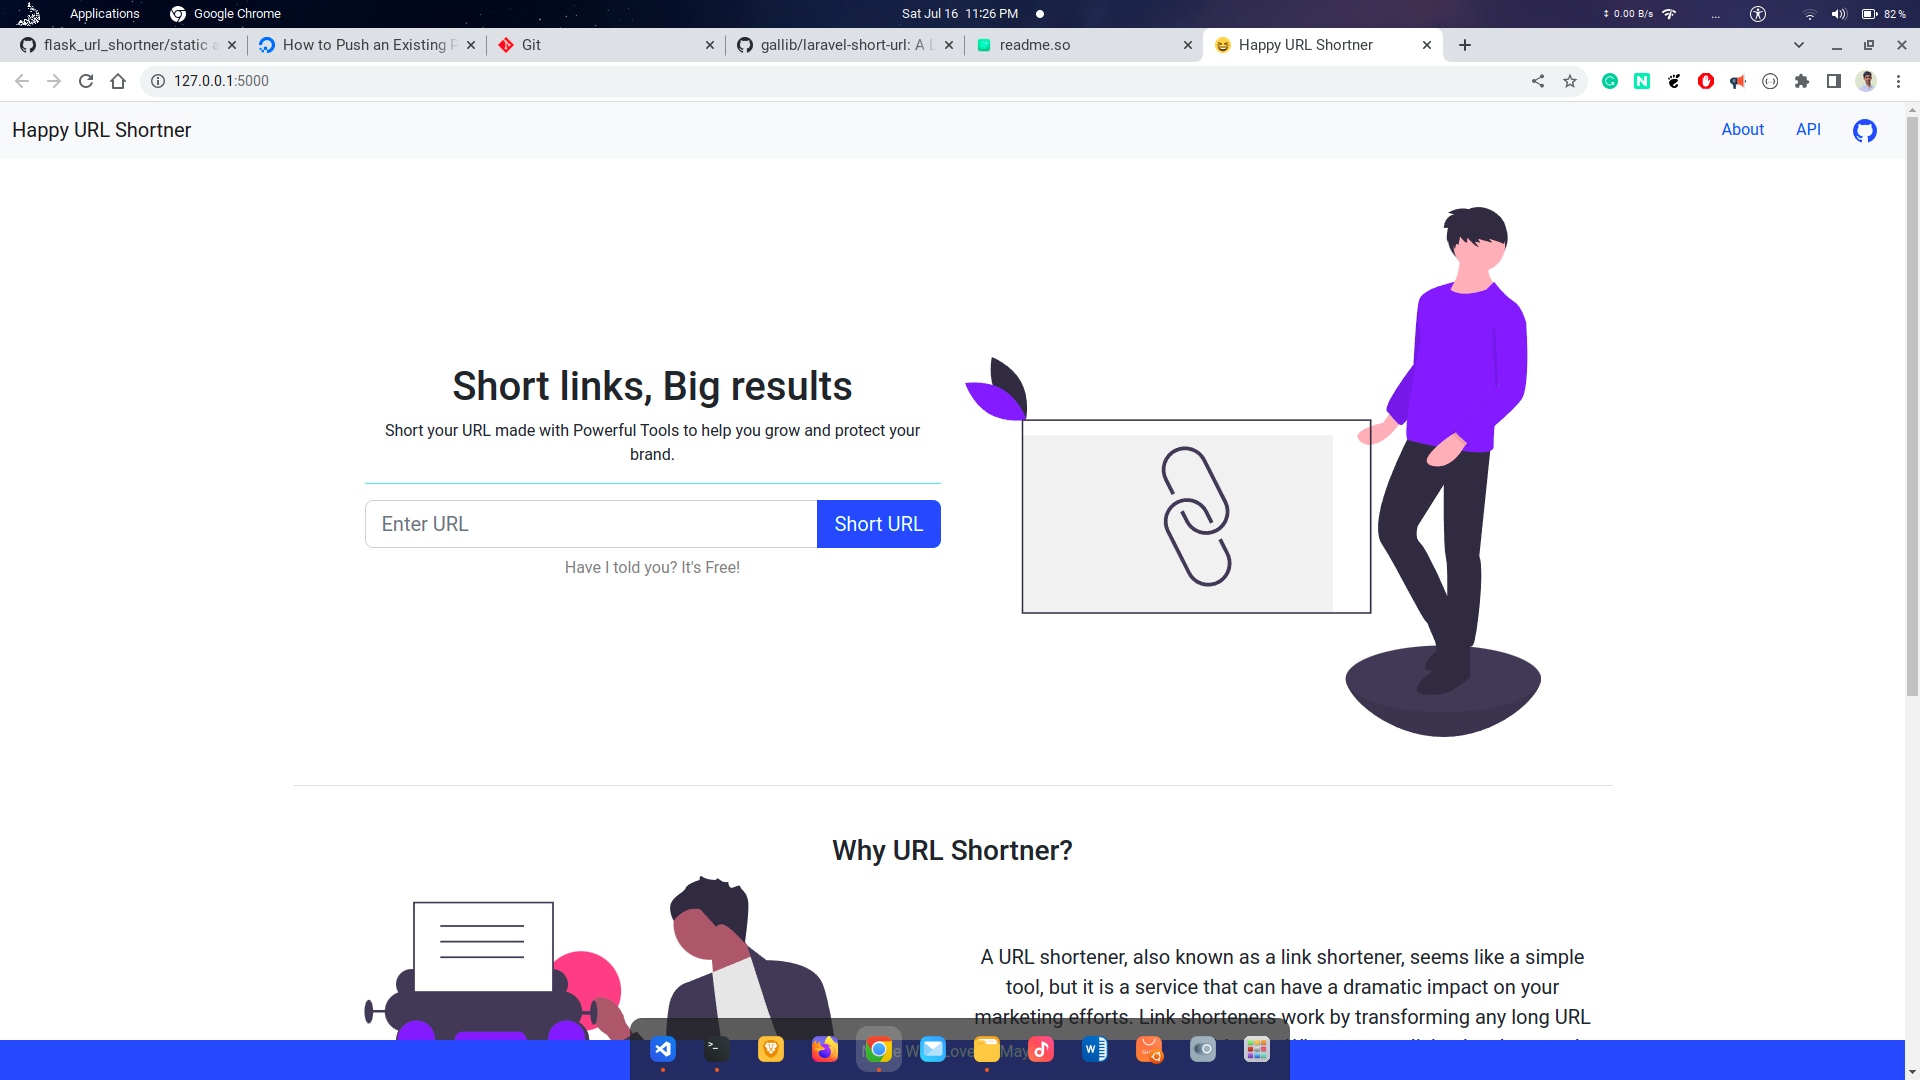 Applications Google Chrome Sat Jul 16 11:26 PM 0.00 B/s ... 82 %
flask_url_shortner/static a How to Push an Existing P Git gallib/laravel-short-url: A L readme.so Happy URL Shortner
127.0.0.1:5000
Happy URL Shortner About API
Short links, Big results
Short your URL made with Powerful Tools to help you grow and protect your
brand.
Enter URL Short URL
Have I told you? It's Free!
Why URL Shortner?
A URL shortener, also known as a link shortener, seems like a simple
tool, but it is a service that can have a dramatic impact on your
marketing efforts. Link shorteners work by transforming any long URL